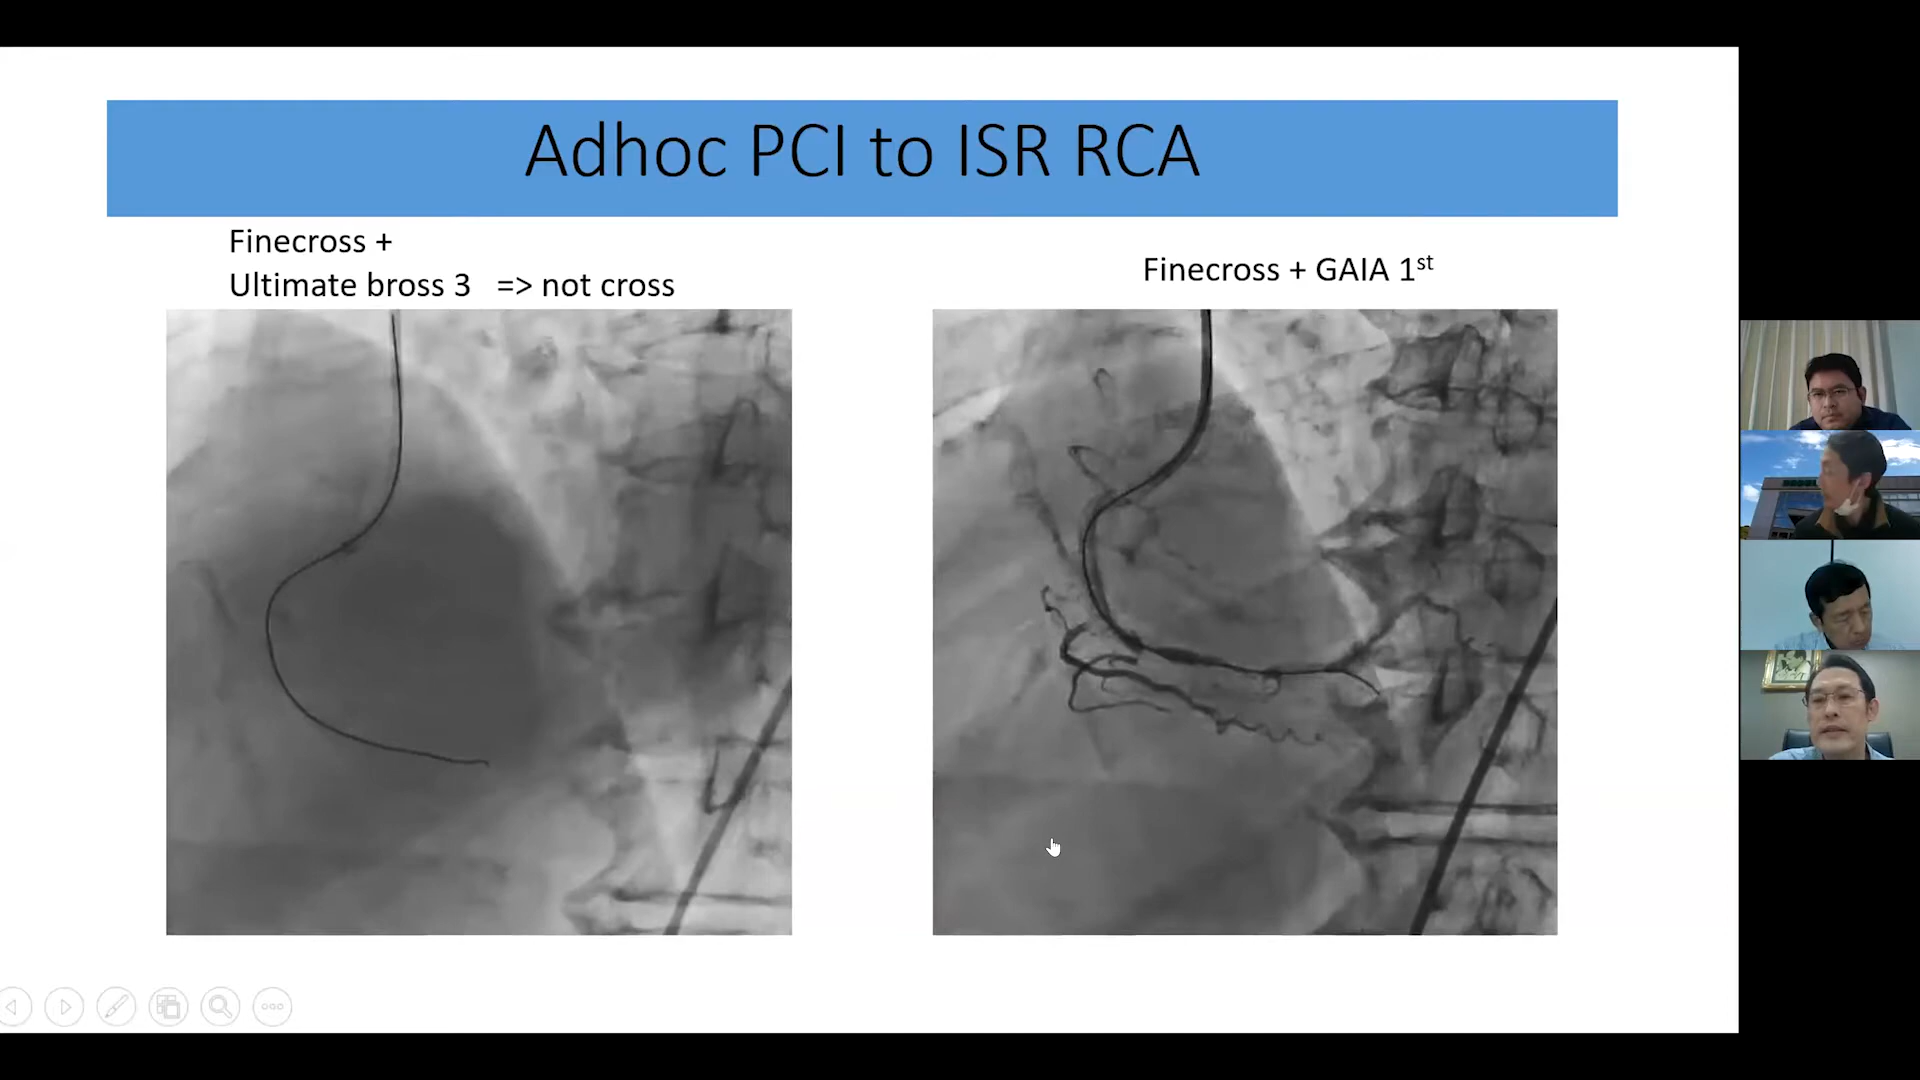 Adhoc PCI to ISR RCA
Finecross +
Ultimate bross 3 => not cross
Finecross + GAIA 1st